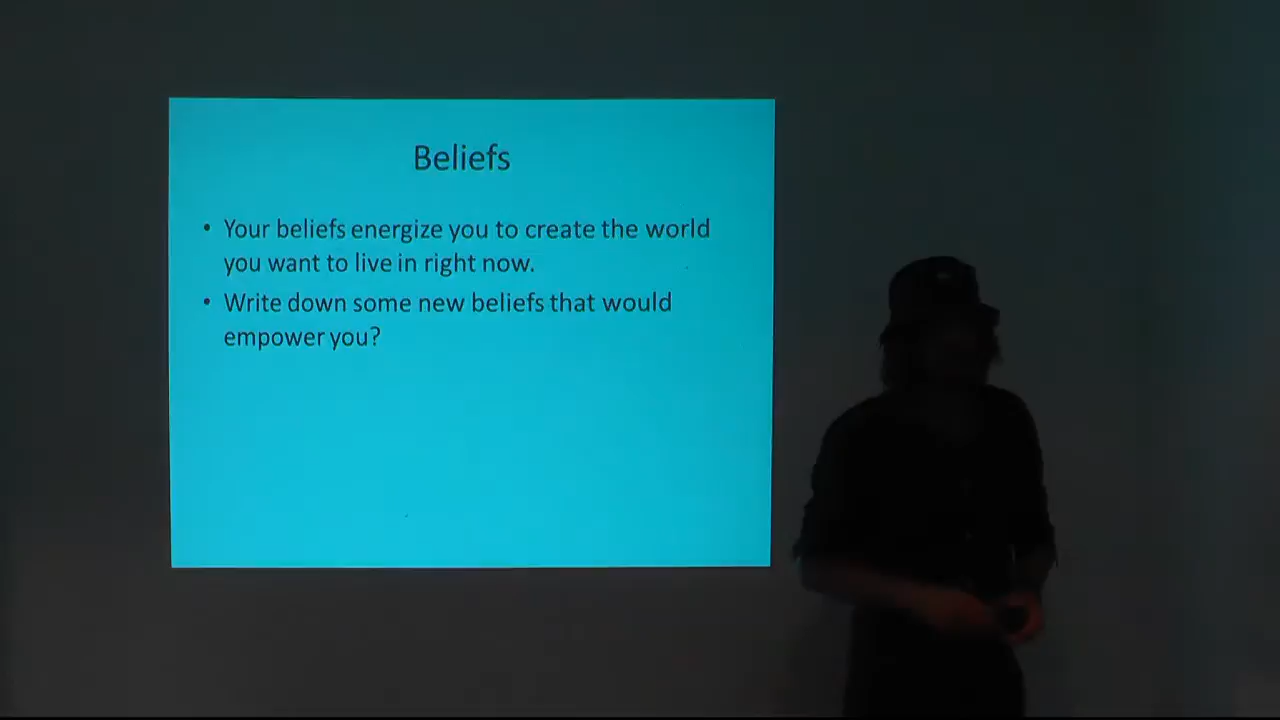 Beliefs
• Your beliefs energize you to create the world
you want to live in right now.
• Write down some new beliefs that would
empower you?